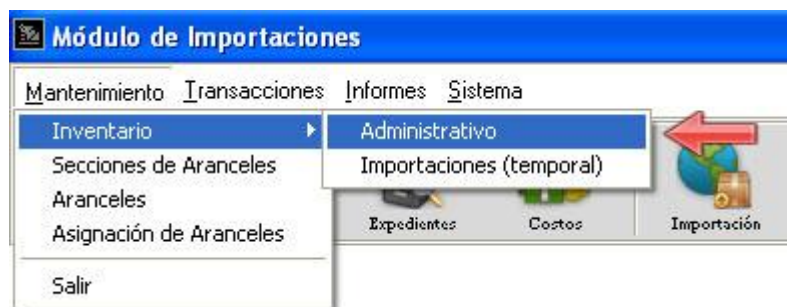 Módulo de Importaciones
Mantenimiento Transacciones Informes Sistema
Inventario
Administrativo
Secciones de Aranceles
Importaciones (temporal)
Aranceles
Asignación de Aranceles
Expedientes Costos Importación
Salir